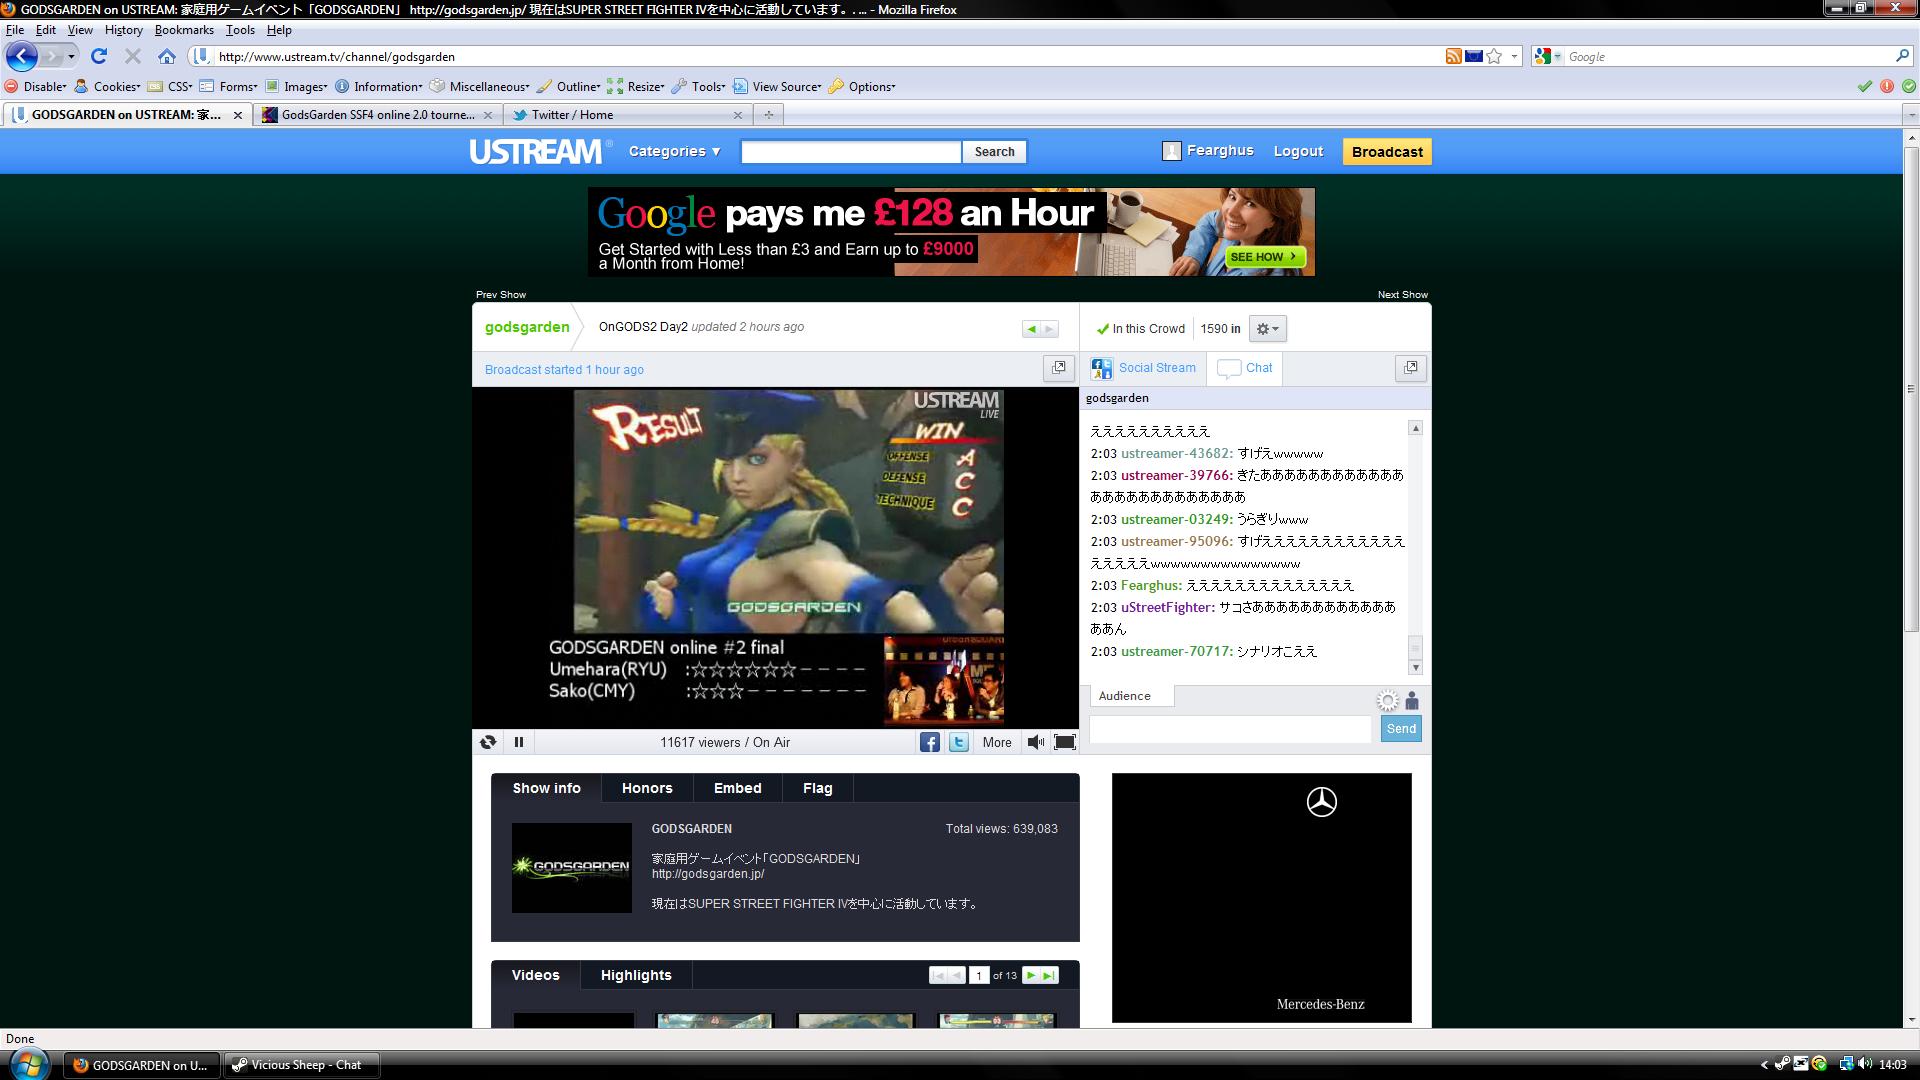 GODSGARDEN on USTREAM: 家庭用ゲームイベント「GODSGARDEN」 http://godsgarden.jp/ 現在はSUPER STREET FIGHTER IVを中心に活動しています。. ... - Mozilla Firefox
File Edit View History Bookmarks Tools Help
http://www.ustream.tv/channel/godsgarden
Google
Disable Cookies CSS Forms Images Information Miscellaneous Outline Resize Tools View Source Options
GODSGARDEN on USTREAM: 家...
GodsGarden SSF4 online 2.0 tourne...
Twitter / Home
USTREAM
Categories
Search
Fearghus
Logout
Broadcast
Google pays me £128 an Hour
Get Started with Less than £3 and Earn up to £9000
a Month from Home!
SEE HOW
Prev Show
Next Show
godsgarden
OnGODS2 Day2 updated 2 hours ago
In this Crowd
1590 in
Broadcast started 1 hour ago
Social Stream
Chat
godsgarden
RESULT
USTREAM
LIVE
WIN
OFFENSE A
DEFENSE C
TECHNIQUE C
GODSGARDEN
GODSGARDEN online #2 final
Umehara(RYU) :☆☆☆☆☆☆----
Sako(CMY) :☆☆☆-------
ええええええええええ
2:03 ustreamer-43682: すげえwwwww
2:03 ustreamer-39766: きたああああああああああああ
あああああああああああああ
2:03 ustreamer-03249: うらぎりwww
2:03 ustreamer-95096: すげええええええええええええ
えええええwwwwwwwwwwwwwww
2:03 Fearghus: ええええええええええええええ
2:03 uStreetFighter: サコさああああああああああああ
ああん
2:03 ustreamer-70717: シナリオこええ
Audience
Send
11617 viewers / On Air
More
Show info
Honors
Embed
Flag
GODSGARDEN
GODSGARDEN
Total views: 639,083
家庭用ゲームイベント「GODSGARDEN」
http://godsgarden.jp/
現在はSUPER STREET FIGHTER IVを中心に活動しています。
Mercedes-Benz
Videos
Highlights
1 of 13
Done
GODSGARDEN on U...
Vicious Sheep - Chat
14:03